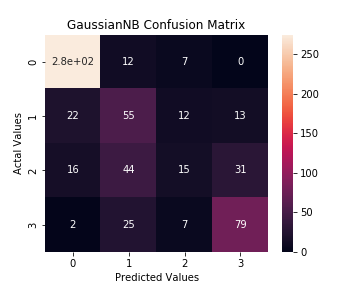 GaussianNB Confusion Matrix
Actal Values
0
2.8e+02 12 7 0
1
22 55 12 13
2
16 44 15 31
3
2 25 7 79
0 1 2 3
Predicted Values
250
200
150
100
50
0